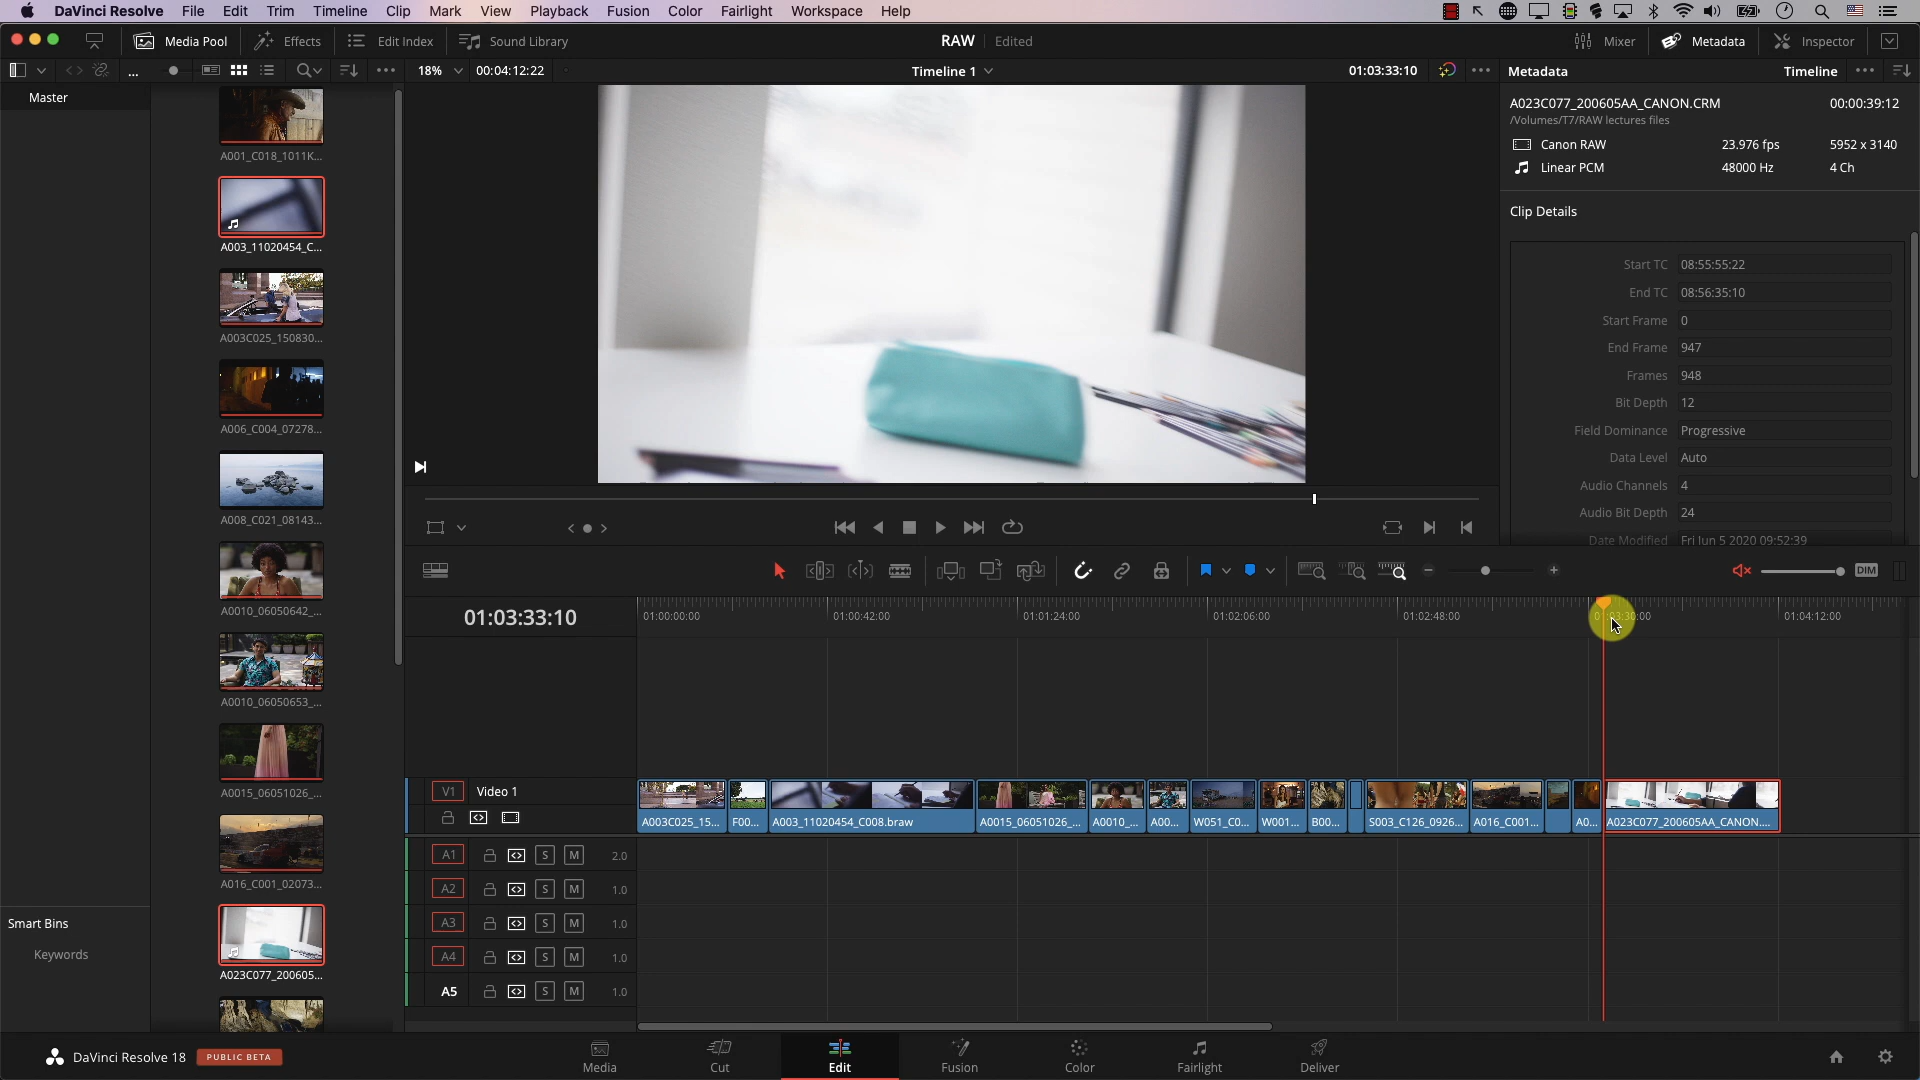 DaVinci Resolve File Edit Trim Timeline Clip Mark View Playback Fusion Color Fairlight Workspace Help
Media Pool Effects Edit Index Sound Library RAW Edited Mixer Metadata Inspector
18% 00:04:12:22 Timeline 1 01:03:33:10 Metadata Timeline
Master
A001_C018_1011K...
A003_11020454_C...
A003C025_150830...
A006_C004_07278...
A008_C021_08143...
A0010_06050642_...
A0010_06050653_...
A0015_06051026_...
A016_C001_02073...
A023C077_200605...
Smart Bins
Keywords
A023C077_200605AA_CANON.CRM 00:00:39:12
/Volumes/T7/RAW lectures files
Canon RAW 23.976 fps 5952 x 3140
Linear PCM 48000 Hz 4 Ch
Clip Details
Start TC 08:55:55:22
End TC 08:56:35:10
Start Frame 0
End Frame 947
Frames 948
Bit Depth 12
Field Dominance Progressive
Data Level Auto
Audio Channels 4
Audio Bit Depth 24
Date Modified Fri Jun 5 2020 09:52:39
DIM
01:03:33:10 01:00:00:00 01:00:42:00 01:01:24:00 01:02:06:00 01:02:48:00 01:03:30:00 01:04:12:00
V1 Video 1
A003C025_15... F00... A003_11020454_C008.braw A0015_06051026_... A0010_... A00... W051_C0... W001... B00... S003_C126_0926... A016_C001... A0... A023C077_200605AA_CANON....
A1 S M 2.0
A2 S M 1.0
A3 S M 1.0
A4 S M 1.0
A5 S M 1.0
DaVinci Resolve 18 PUBLIC BETA
Media Cut Edit Fusion Color Fairlight Deliver